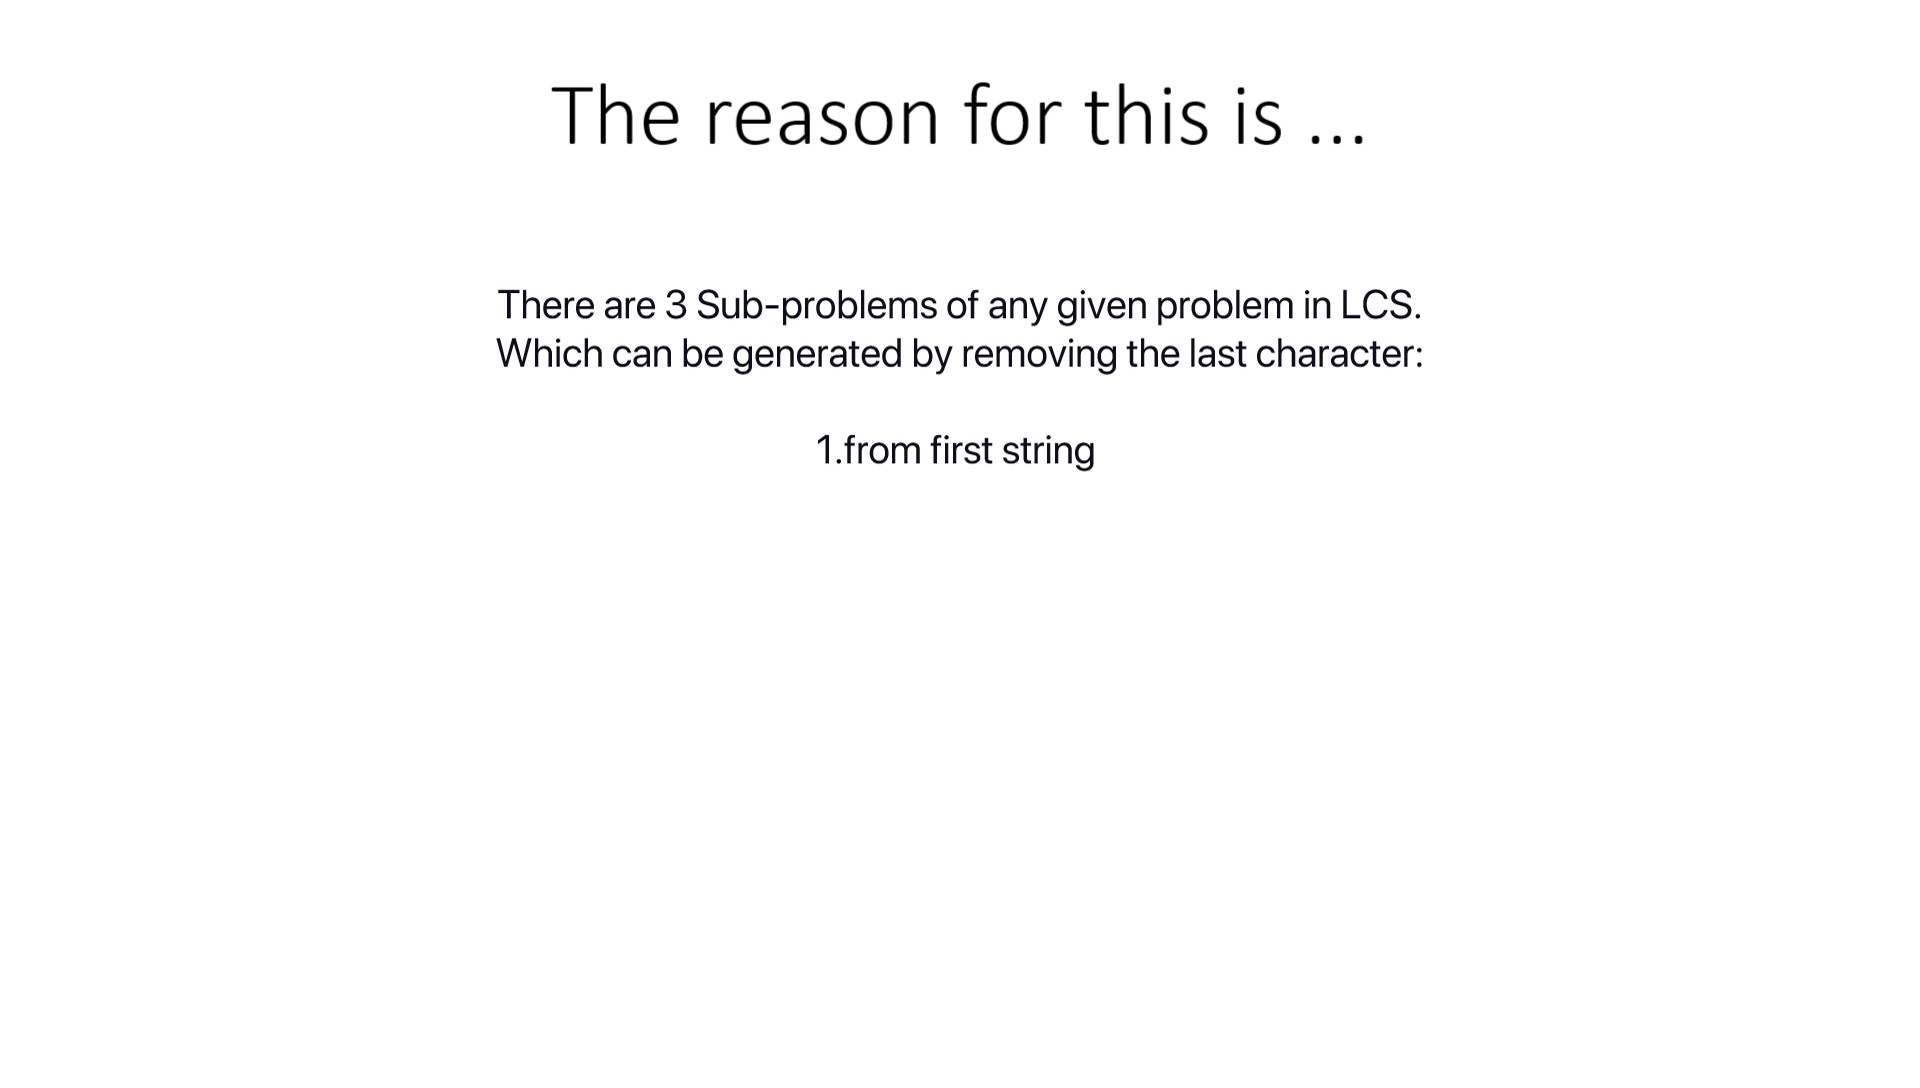 The reason for this is ...
There are 3 Sub-problems of any given problem in LCS.
Which can be generated by removing the last character:
1.from first string